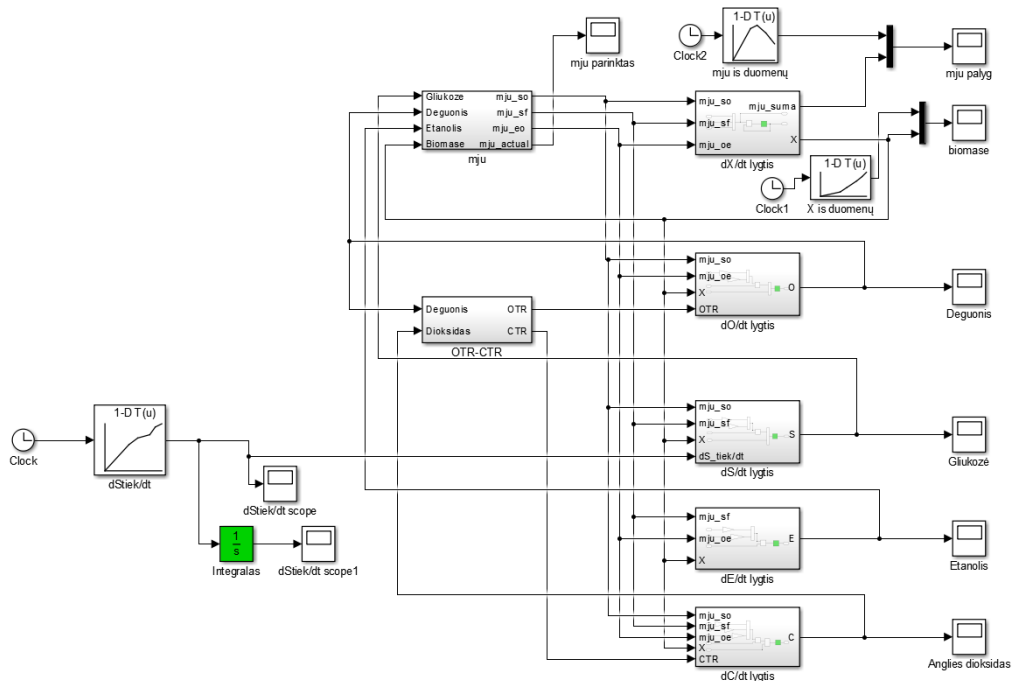 1-D T(u)
Clock2
mju is duomenų
mju parinktas
mju palyg
Gliukoze
Deguonis
Etanolis
Biomase
mju_so
mju_sf
mju_eo
mju_actual
mju
mju_so
mju_sf
mju_oe
mju_suma
X
dX/dt lygtis
biomase
1-D T(u)
Clock1
X is duomenų
mju_so
mju_oe
X
OTR
O
dO/dt lygtis
Deguonis
Deguonis
Dioksidas
OTR
CTR
OTR-CTR
1-D T(u)
Clock
dStiek/dt
mju_so
mju_sf
X
dS_tiek/dt
S
dS/dt lygtis
Gliukozė
dStiek/dt scope
1
s
Integralas
dStiek/dt scope1
mju_sf
mju_oe
X
E
dE/dt lygtis
Etanolis
mju_so
mju_sf
mju_oe
X
CTR
C
dC/dt lygtis
Anglies dioksidas